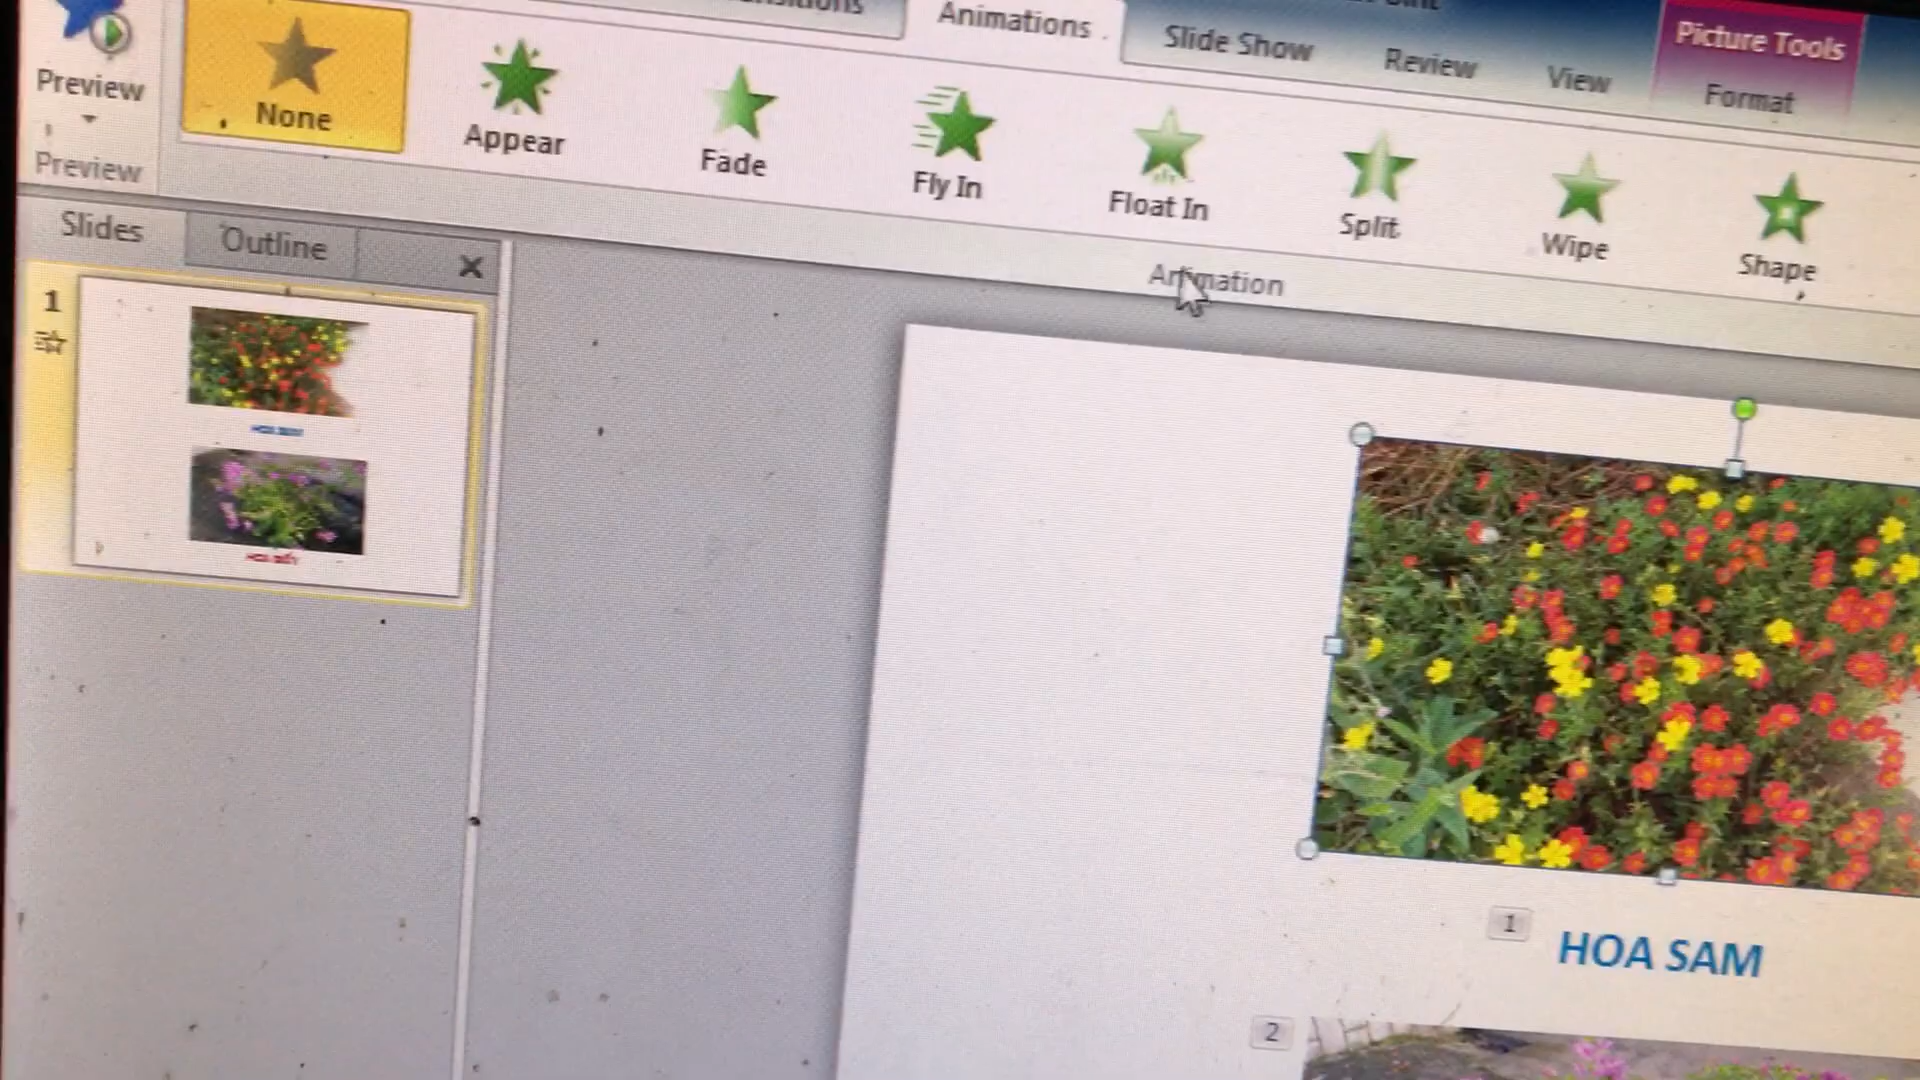 Animations
Slide Show
Review
View
Picture Tools
Format
Preview
None
Appear
Fade
Fly In
Float In
Split
Wipe
Shape
Preview
Animation
Slides
Outline
1
1
HOA SAM
2